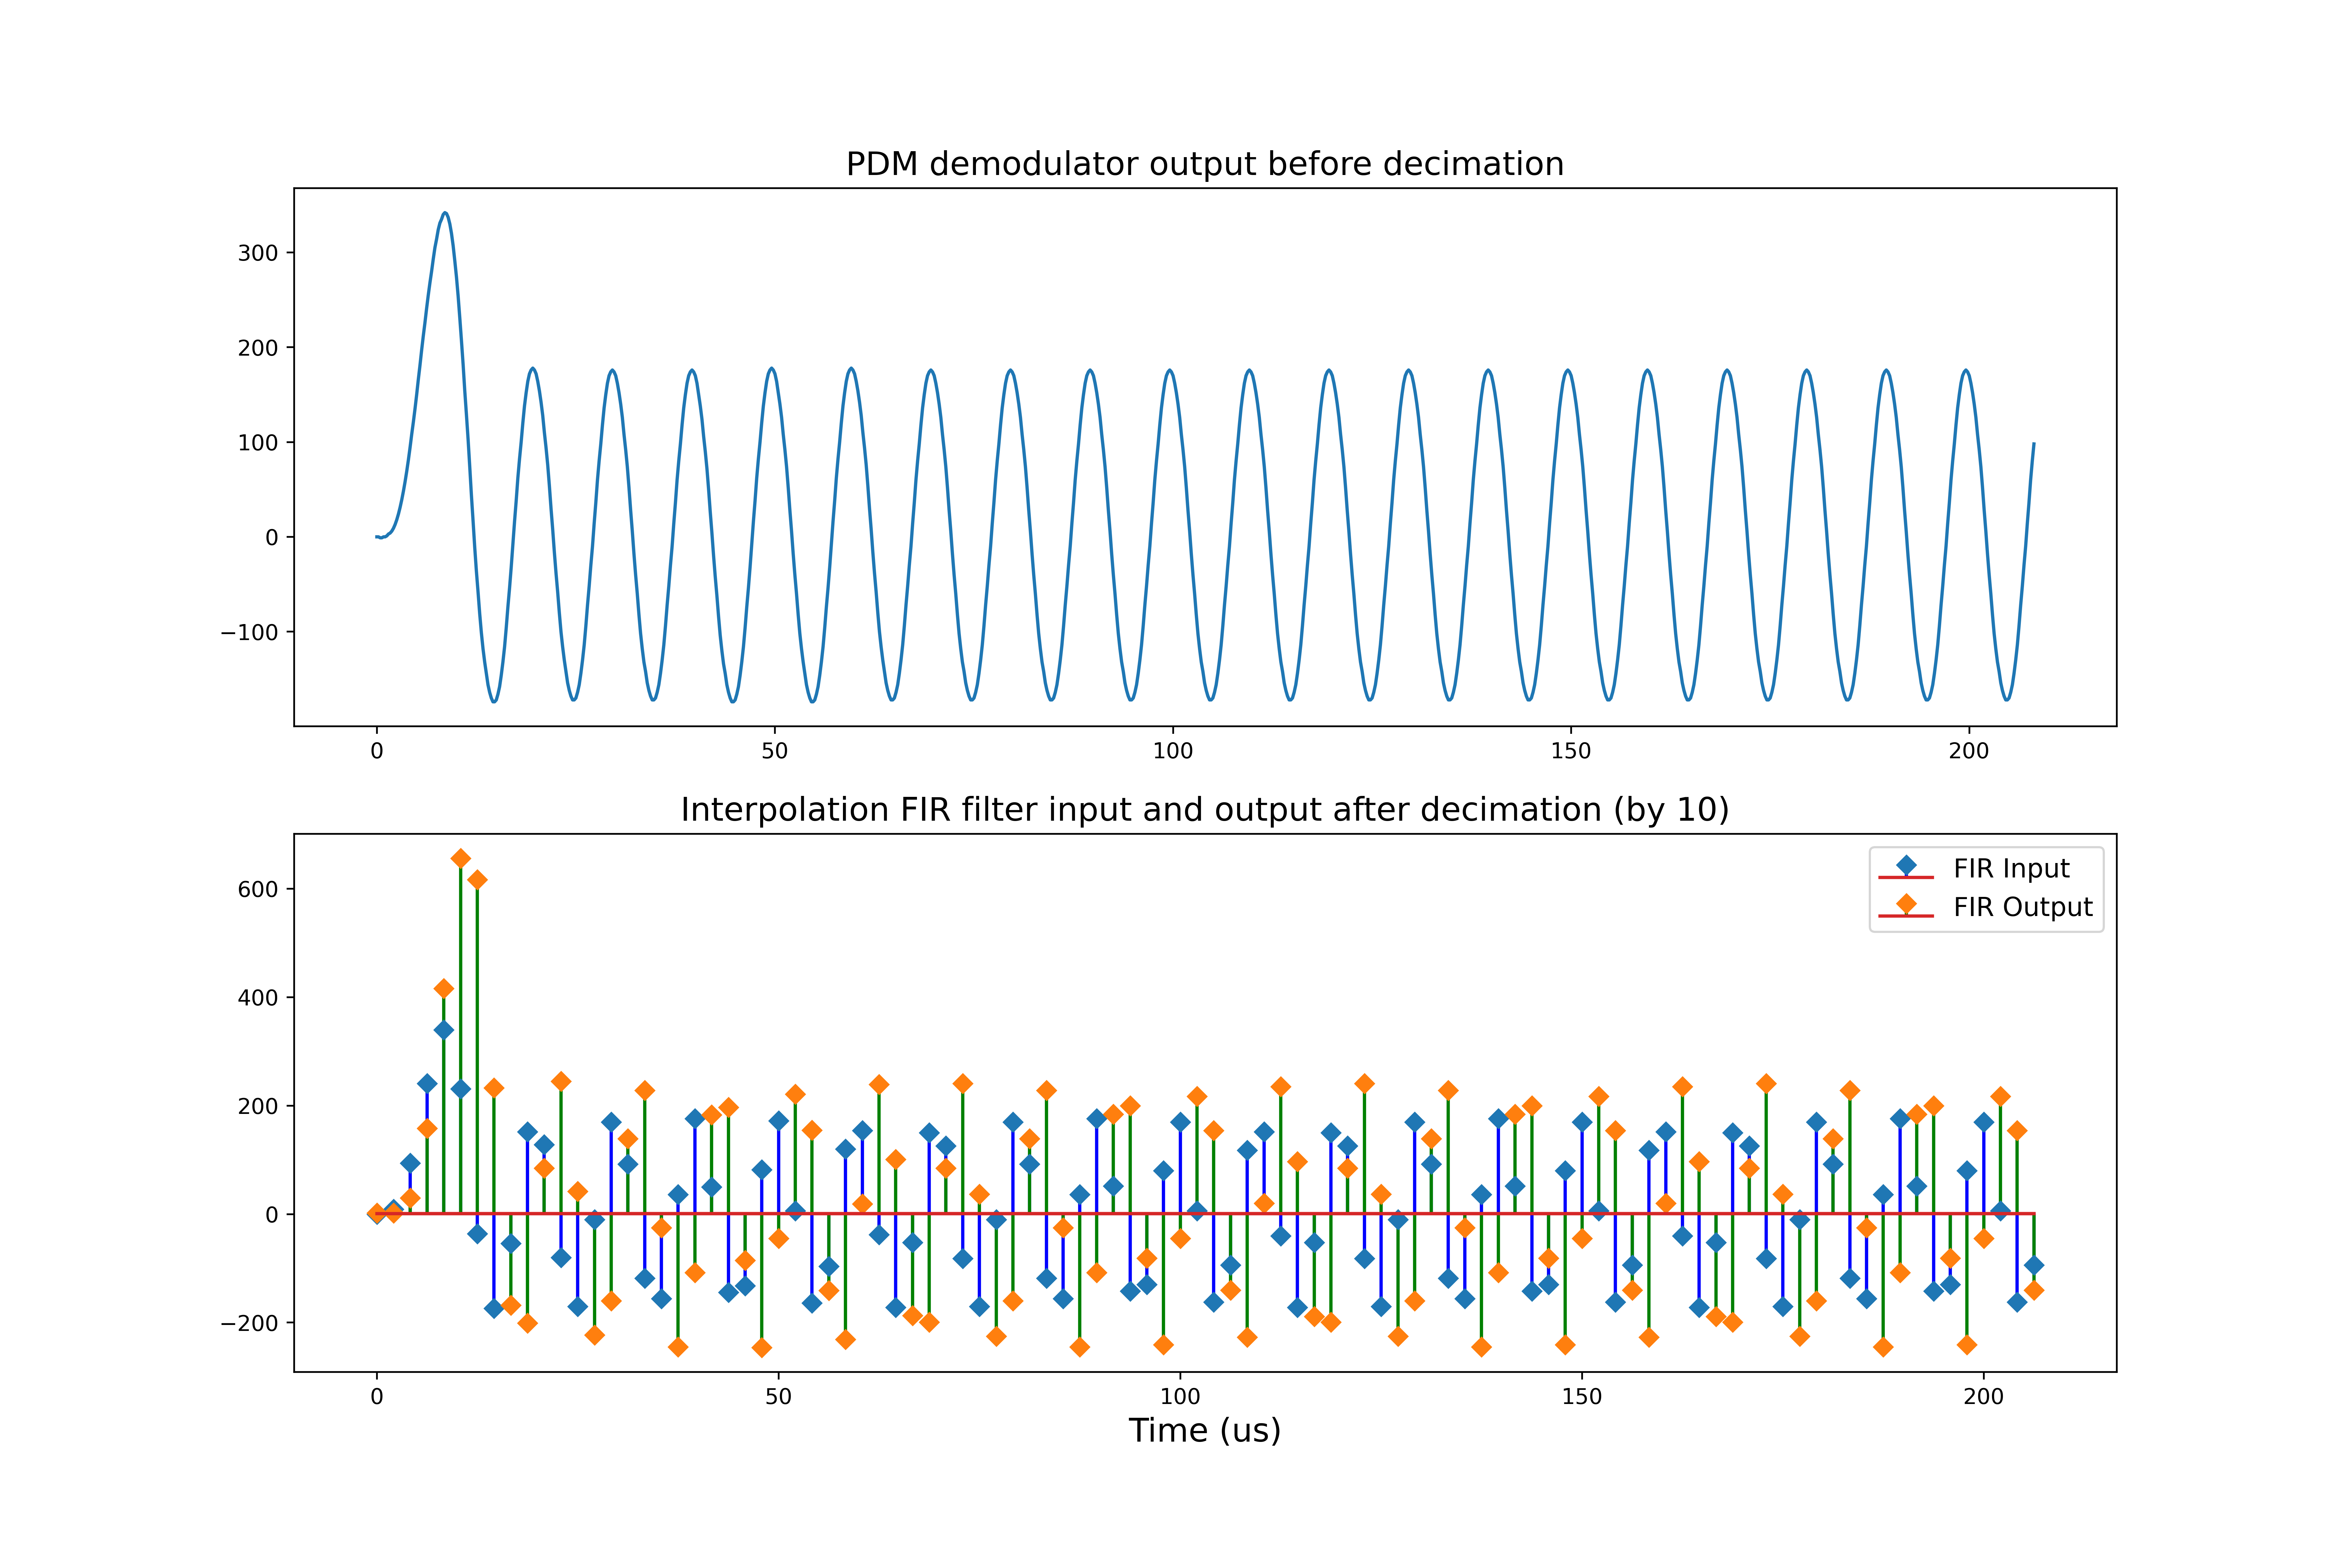 PDM demodulator output before decimation
300
200
100
0
−100
0 50 100 150 200
Interpolation FIR filter input and output after decimation (by 10)
FIR Input
FIR Output
600
400
200
0
−200
0 50 100 150 200
Time (us)